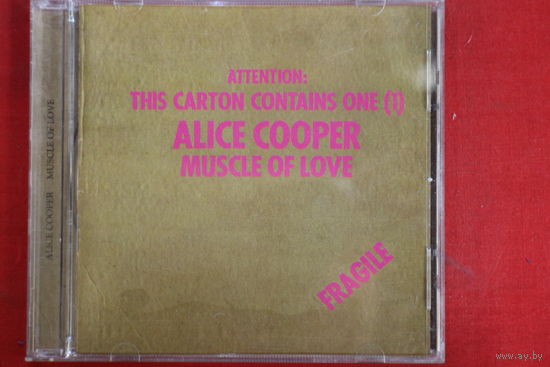 ATTENTION:
THIS CARTON CONTAINS ONE (1)
ALICE COOPER
MUSCLE OF LOVE
FRAGILE
ALICE COOPER MUSCLE OF LOVE
www.ay.by